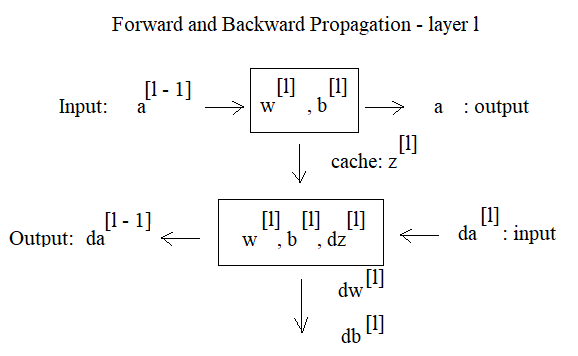 Forward and Backward Propagation - layer l
Input: a[l - 1] w[l] , b[l] a : output
cache: z[l]
Output: da[l - 1] w[l] , b[l] , dz[l] da[l] : input
dw[l]
db[l]